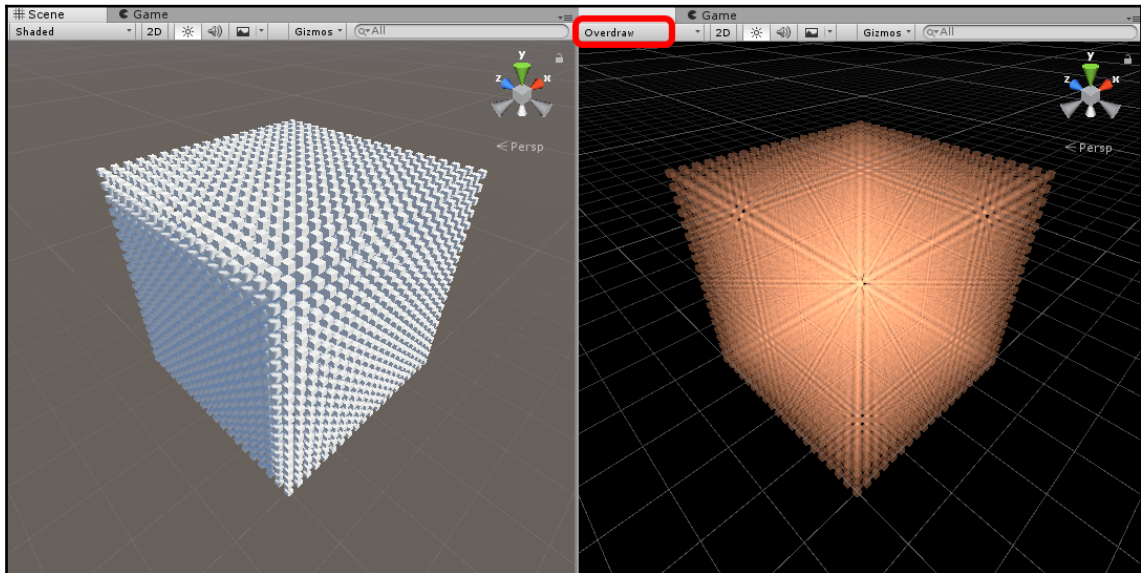 Scene Game
Shaded 2D Gizmos All
y
z x
Persp
Game
Overdraw 2D Gizmos All
y
z x
Persp